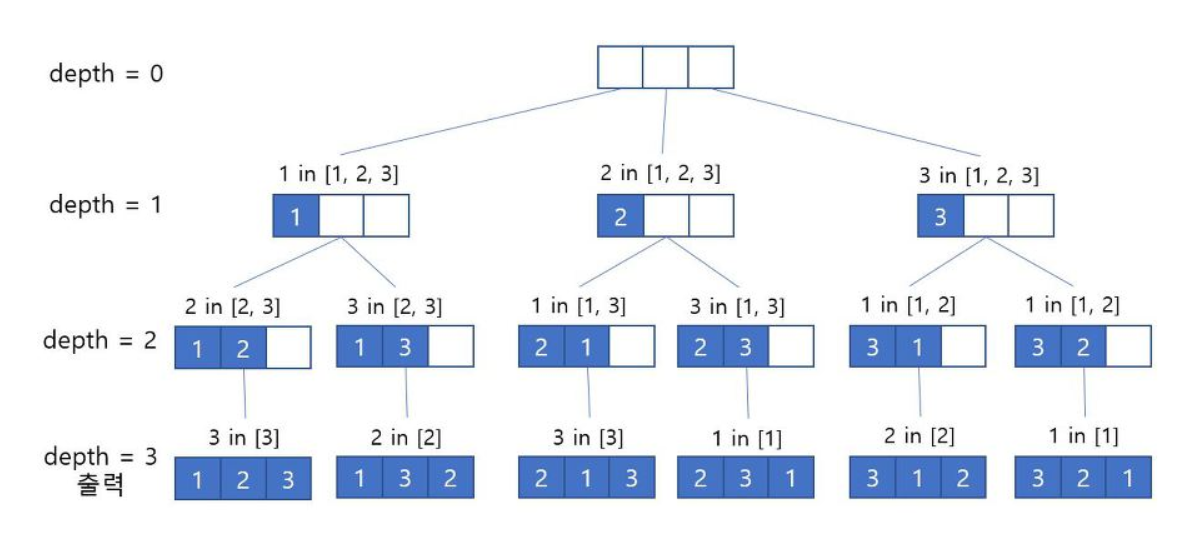 depth = 0
1 in [1, 2, 3]
2 in [1, 2, 3]
3 in [1, 2, 3]
depth = 1
1
2
3
2 in [2, 3]
3 in [2, 3]
1 in [1, 3]
3 in [1, 3]
1 in [1, 2]
1 in [1, 2]
depth = 2
1 2
1 3
2 1
2 3
3 1
3 2
3 in [3]
2 in [2]
3 in [3]
1 in [1]
2 in [2]
1 in [1]
depth = 3
출력
1 2 3
1 3 2
2 1 3
2 3 1
3 1 2
3 2 1